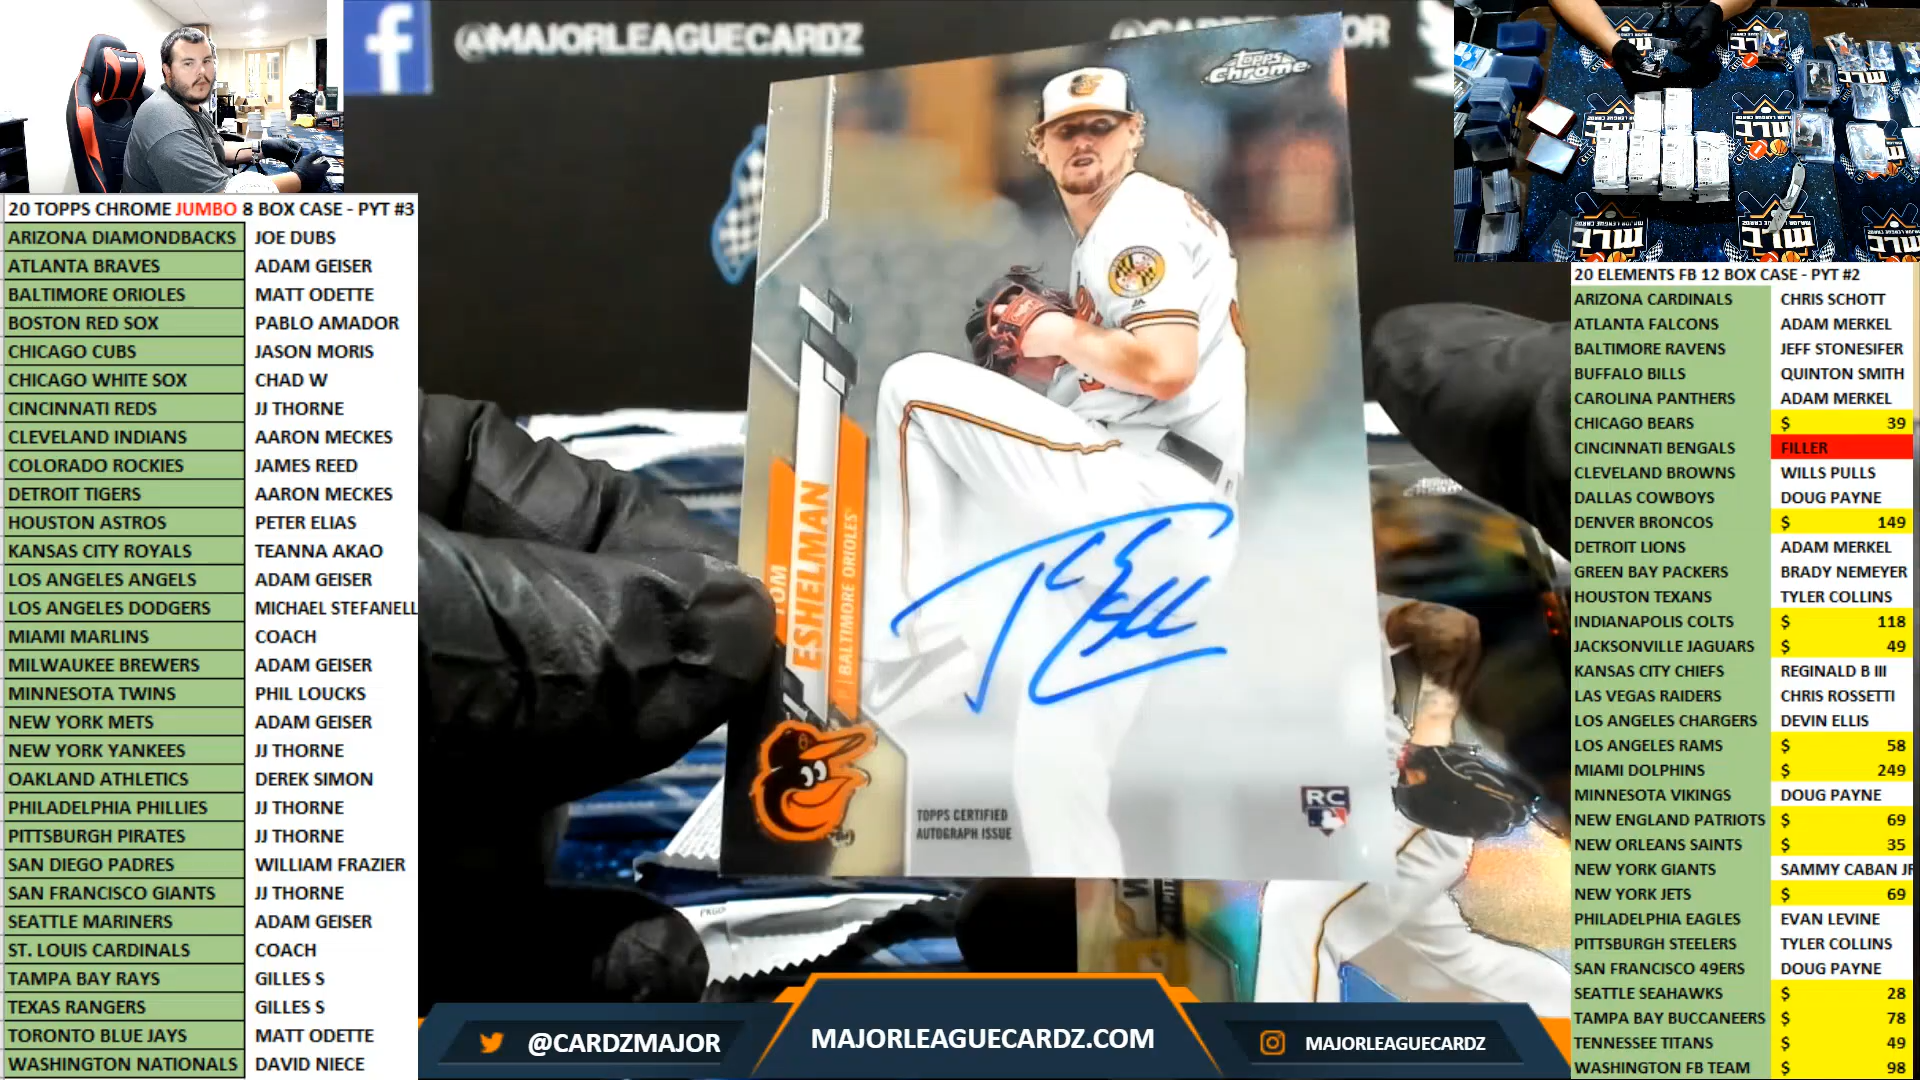 @MAJORLEAGUECARDZ
20 TOPPS CHROME JUMBO 8 BOX CASE - PYT #3
ARIZONA DIAMONDBACKS JOE DUBS
ATLANTA BRAVES ADAM GEISER
BALTIMORE ORIOLES MATT ODETTE
BOSTON RED SOX PABLO AMADOR
CHICAGO CUBS JASON MORIS
CHICAGO WHITE SOX CHAD W
CINCINNATI REDS JJ THORNE
CLEVELAND INDIANS AARON MECKES
COLORADO ROCKIES JAMES REED
DETROIT TIGERS AARON MECKES
HOUSTON ASTROS PETER ELIAS
KANSAS CITY ROYALS TEANNA AKAO
LOS ANGELES ANGELS ADAM GEISER
LOS ANGELES DODGERS MICHAEL STEFANELL
MIAMI MARLINS COACH
MILWAUKEE BREWERS ADAM GEISER
MINNESOTA TWINS PHIL LOUCKS
NEW YORK METS ADAM GEISER
NEW YORK YANKEES JJ THORNE
OAKLAND ATHLETICS DEREK SIMON
PHILADELPHIA PHILLIES JJ THORNE
PITTSBURGH PIRATES JJ THORNE
SAN DIEGO PADRES WILLIAM FRAZIER
SAN FRANCISCO GIANTS JJ THORNE
SEATTLE MARINERS ADAM GEISER
ST. LOUIS CARDINALS COACH
TAMPA BAY RAYS GILLES S
TEXAS RANGERS GILLES S
TORONTO BLUE JAYS MATT ODETTE
WASHINGTON NATIONALS DAVID NIECE
Topps
Chrome
TOM
ESHELMAN
BALTIMORE ORIOLES
TOPPS CERTIFIED
AUTOGRAPH ISSUE
RC
@CARDZMAJOR
MAJORLEAGUECARDZ.COM
MAJORLEAGUECARDZ
20 ELEMENTS FB 12 BOX CASE - PYT #2
ARIZONA CARDINALS CHRIS SCHOTT
ATLANTA FALCONS ADAM MERKEL
BALTIMORE RAVENS JEFF STONESIFER
BUFFALO BILLS QUINTON SMITH
CAROLINA PANTHERS ADAM MERKEL
CHICAGO BEARS $ 39
CINCINNATI BENGALS FILLER
CLEVELAND BROWNS WILLS PULLS
DALLAS COWBOYS DOUG PAYNE
DENVER BRONCOS $ 149
DETROIT LIONS ADAM MERKEL
GREEN BAY PACKERS BRADY NEMEYER
HOUSTON TEXANS TYLER COLLINS
INDIANAPOLIS COLTS $ 118
JACKSONVILLE JAGUARS $ 49
KANSAS CITY CHIEFS REGINALD B III
LAS VEGAS RAIDERS CHRIS ROSSETTI
LOS ANGELES CHARGERS DEVIN ELLIS
LOS ANGELES RAMS $ 58
MIAMI DOLPHINS $ 249
MINNESOTA VIKINGS DOUG PAYNE
NEW ENGLAND PATRIOTS $ 69
NEW ORLEANS SAINTS $ 35
NEW YORK GIANTS SAMMY CABAN JR
NEW YORK JETS $ 69
PHILADELPHIA EAGLES EVAN LEVINE
PITTSBURGH STEELERS TYLER COLLINS
SAN FRANCISCO 49ERS DOUG PAYNE
SEATTLE SEAHAWKS $ 28
TAMPA BAY BUCCANEERS $ 78
TENNESSEE TITANS $ 49
WASHINGTON FB TEAM $ 98